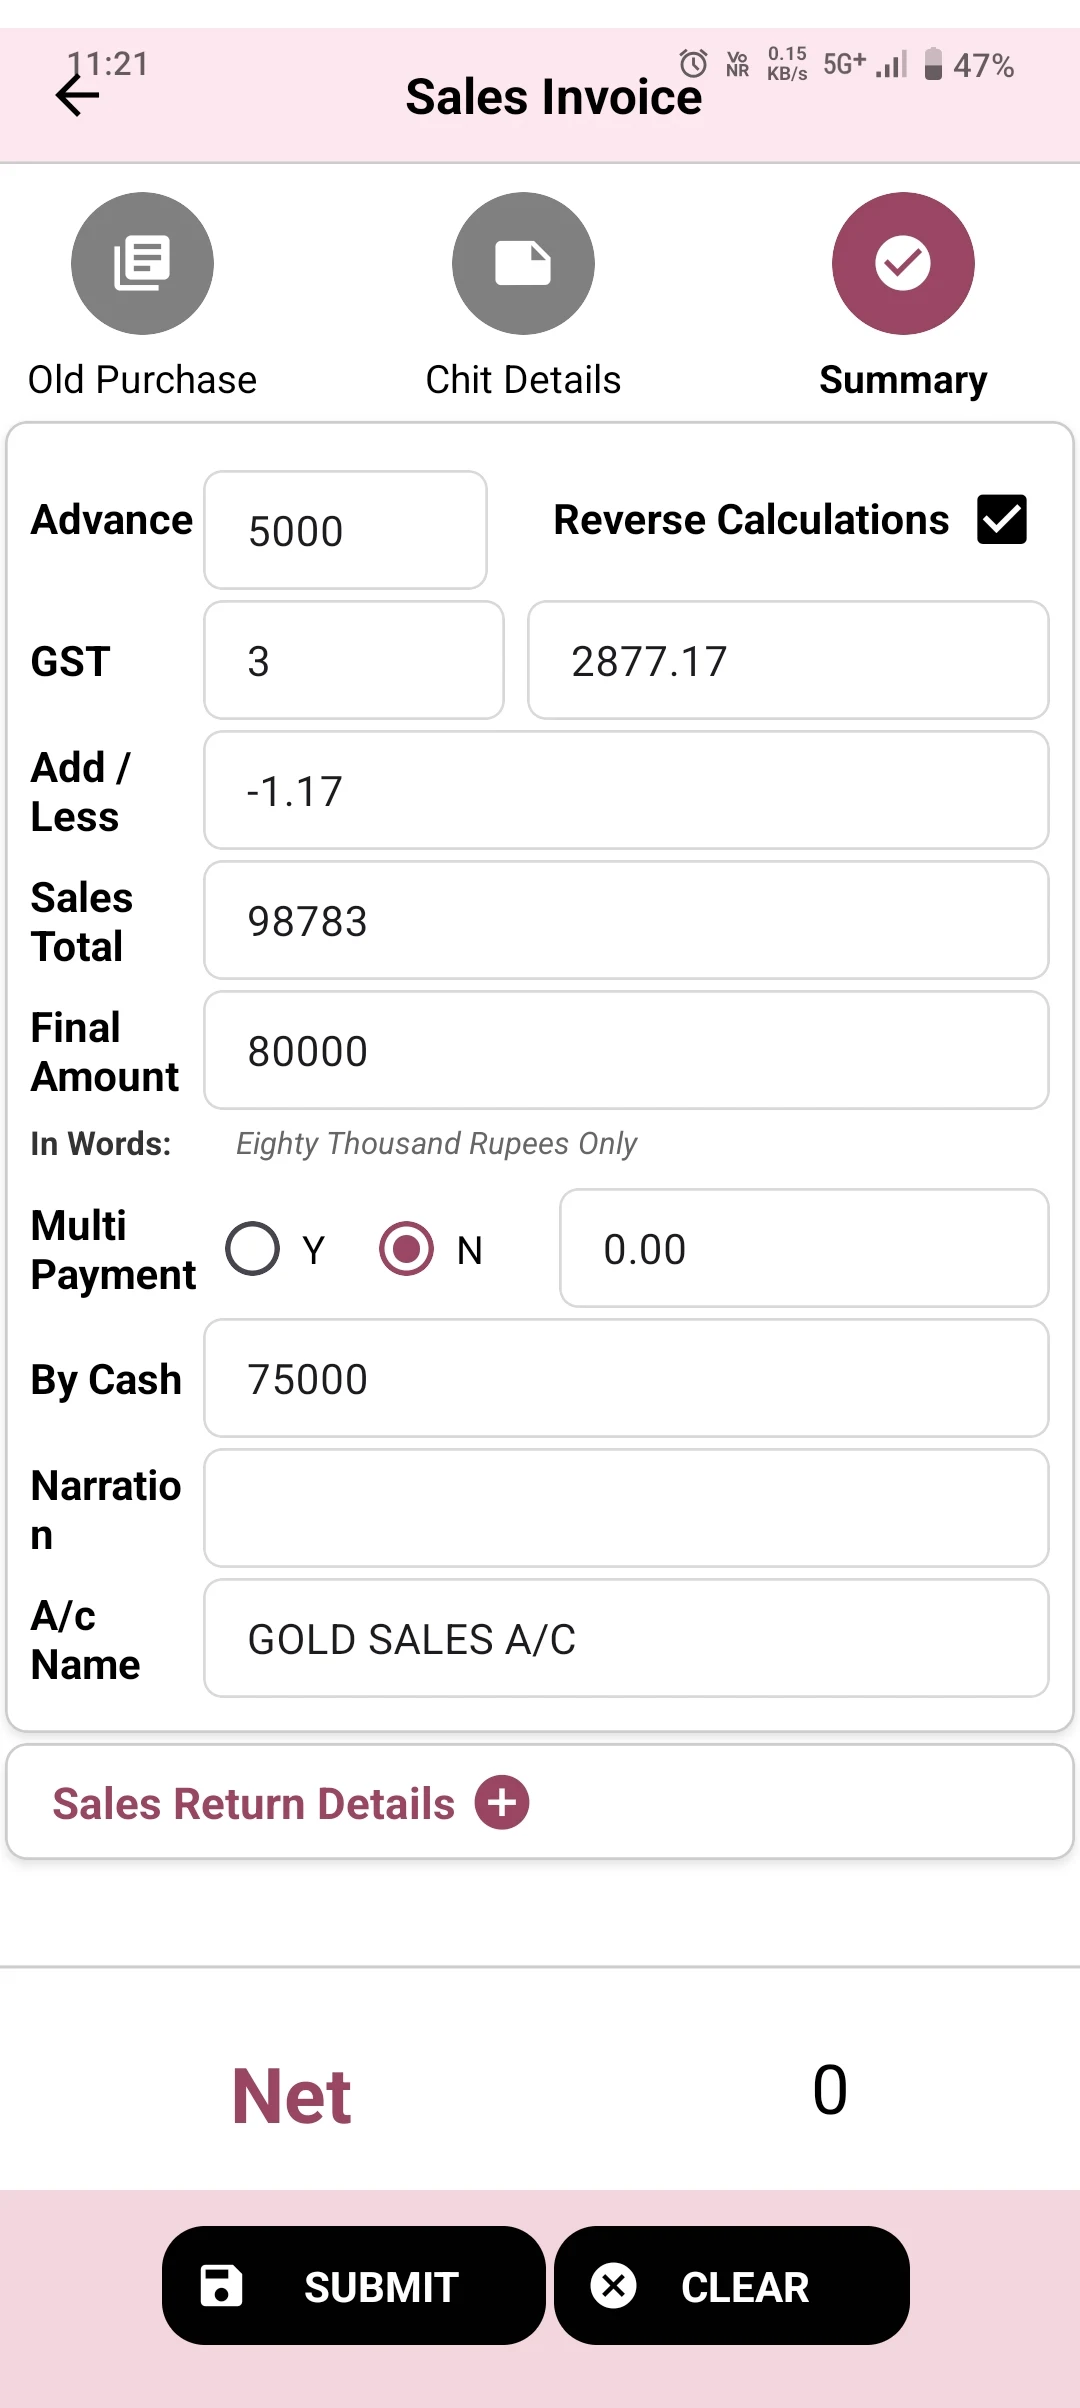 11:21
Vo NR 0.15 KB/s 5G+ 47%
Sales Invoice
Old Purchase Chit Details Summary
Advance 5000 Reverse Calculations
GST 3 2877.17
Add /
Less -1.17
Sales
Total 98783
Final
Amount 80000
In Words: Eighty Thousand Rupees Only
Multi
Payment Y N 0.00
By Cash 75000
Narratio
n
A/c
Name GOLD SALES A/C
Sales Return Details
Net 0
SUBMIT CLEAR